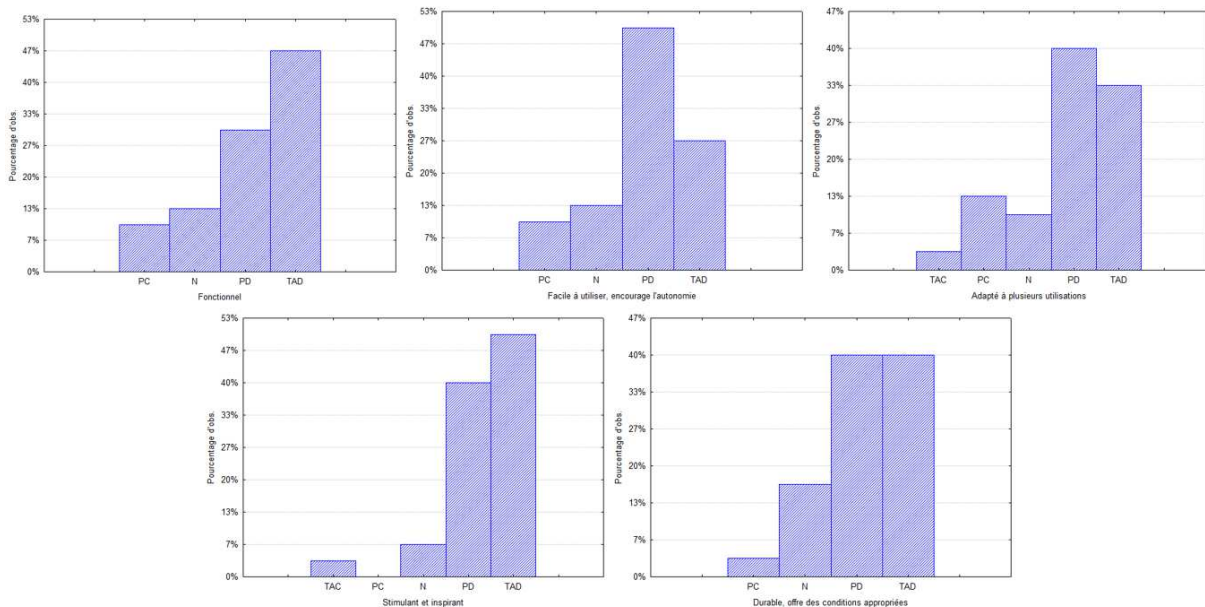 53%
47%
40%
33%
27%
20%
13%
7%
0%
Pourcentage d'obs.
PC N PD TAD
Fonctionnel
53%
47%
40%
33%
27%
20%
13%
7%
0%
Pourcentage d'obs.
PC N PD TAD
Facile à utiliser, encourage l'autonomie
47%
40%
33%
27%
20%
13%
7%
0%
Pourcentage d'obs.
TAC PC N PD TAD
Adapté à plusieurs utilisations
53%
47%
40%
33%
27%
20%
13%
7%
0%
Pourcentage d'obs.
TAC PC N PD TAD
Stimulant et inspirant
47%
40%
33%
27%
20%
13%
7%
0%
Pourcentage d'obs.
PC N PD TAD
Durable, offre des conditions appropriées